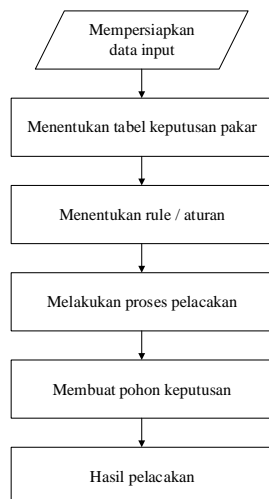 Mempersiapkan
data input
Menentukan tabel keputusan pakar
Menentukan rule / aturan
Melakukan proses pelacakan
Membuat pohon keputusan
Hasil pelacakan